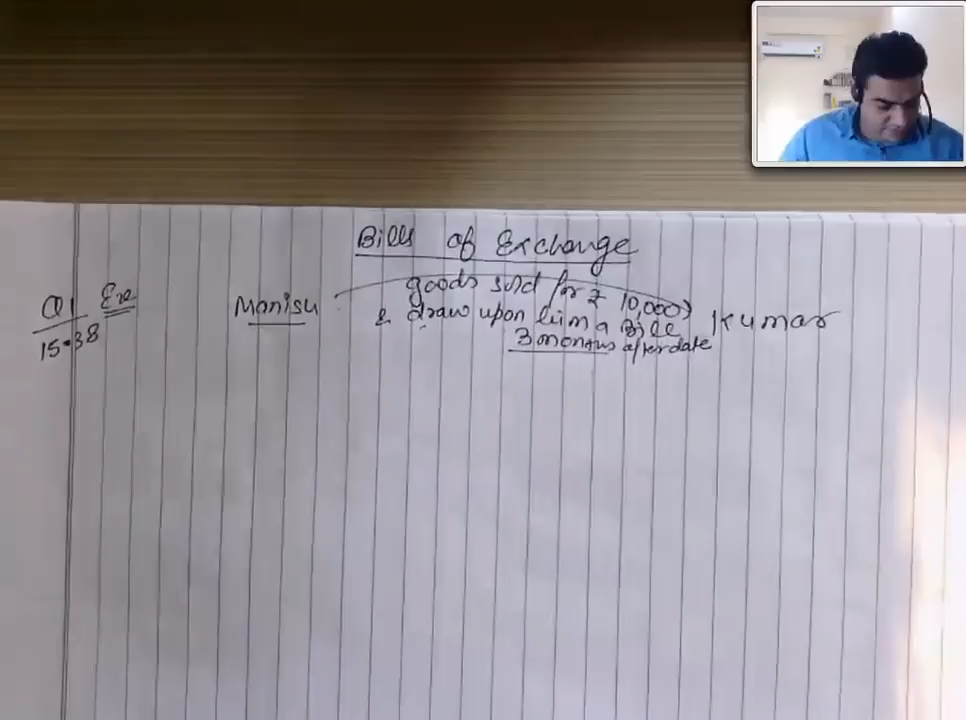 Bills of Exchange
Q1 Exe
15.38
Manish goods sold for ₹ 10,000 Kumar
& draw upon him a Bill
3 months after date